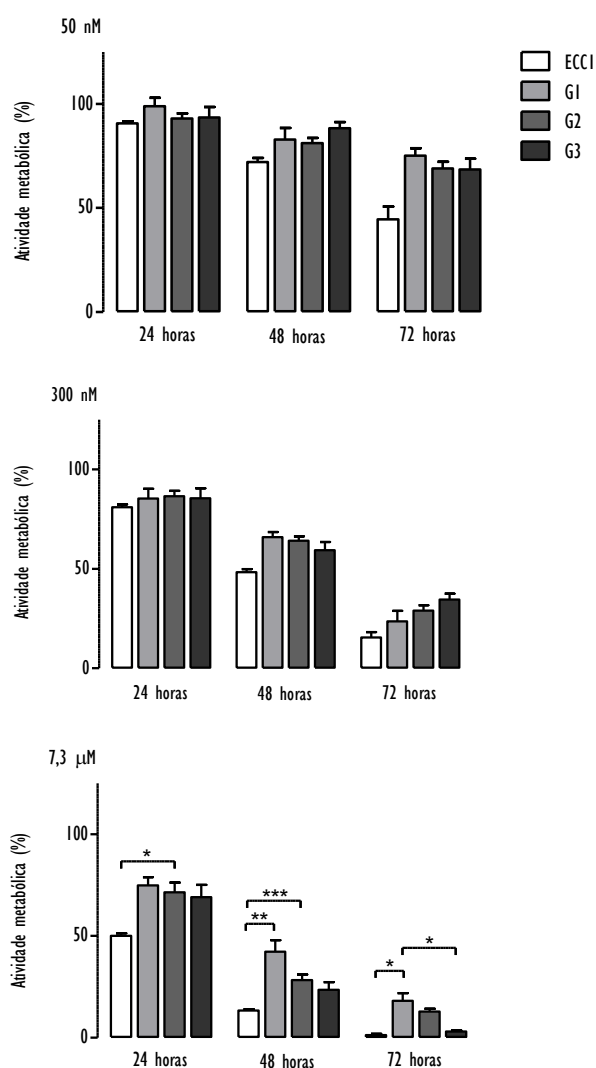 50 nM
ECC1
G1
G2
G3
Atividade metabólica (%)
100
50
0
24 horas 48 horas 72 horas
300 nM
Atividade metabólica (%)
100
50
0
24 horas 48 horas 72 horas
7,3 µM
Atividade metabólica (%)
100
50
0
*
***
**
*
*
24 horas 48 horas 72 horas